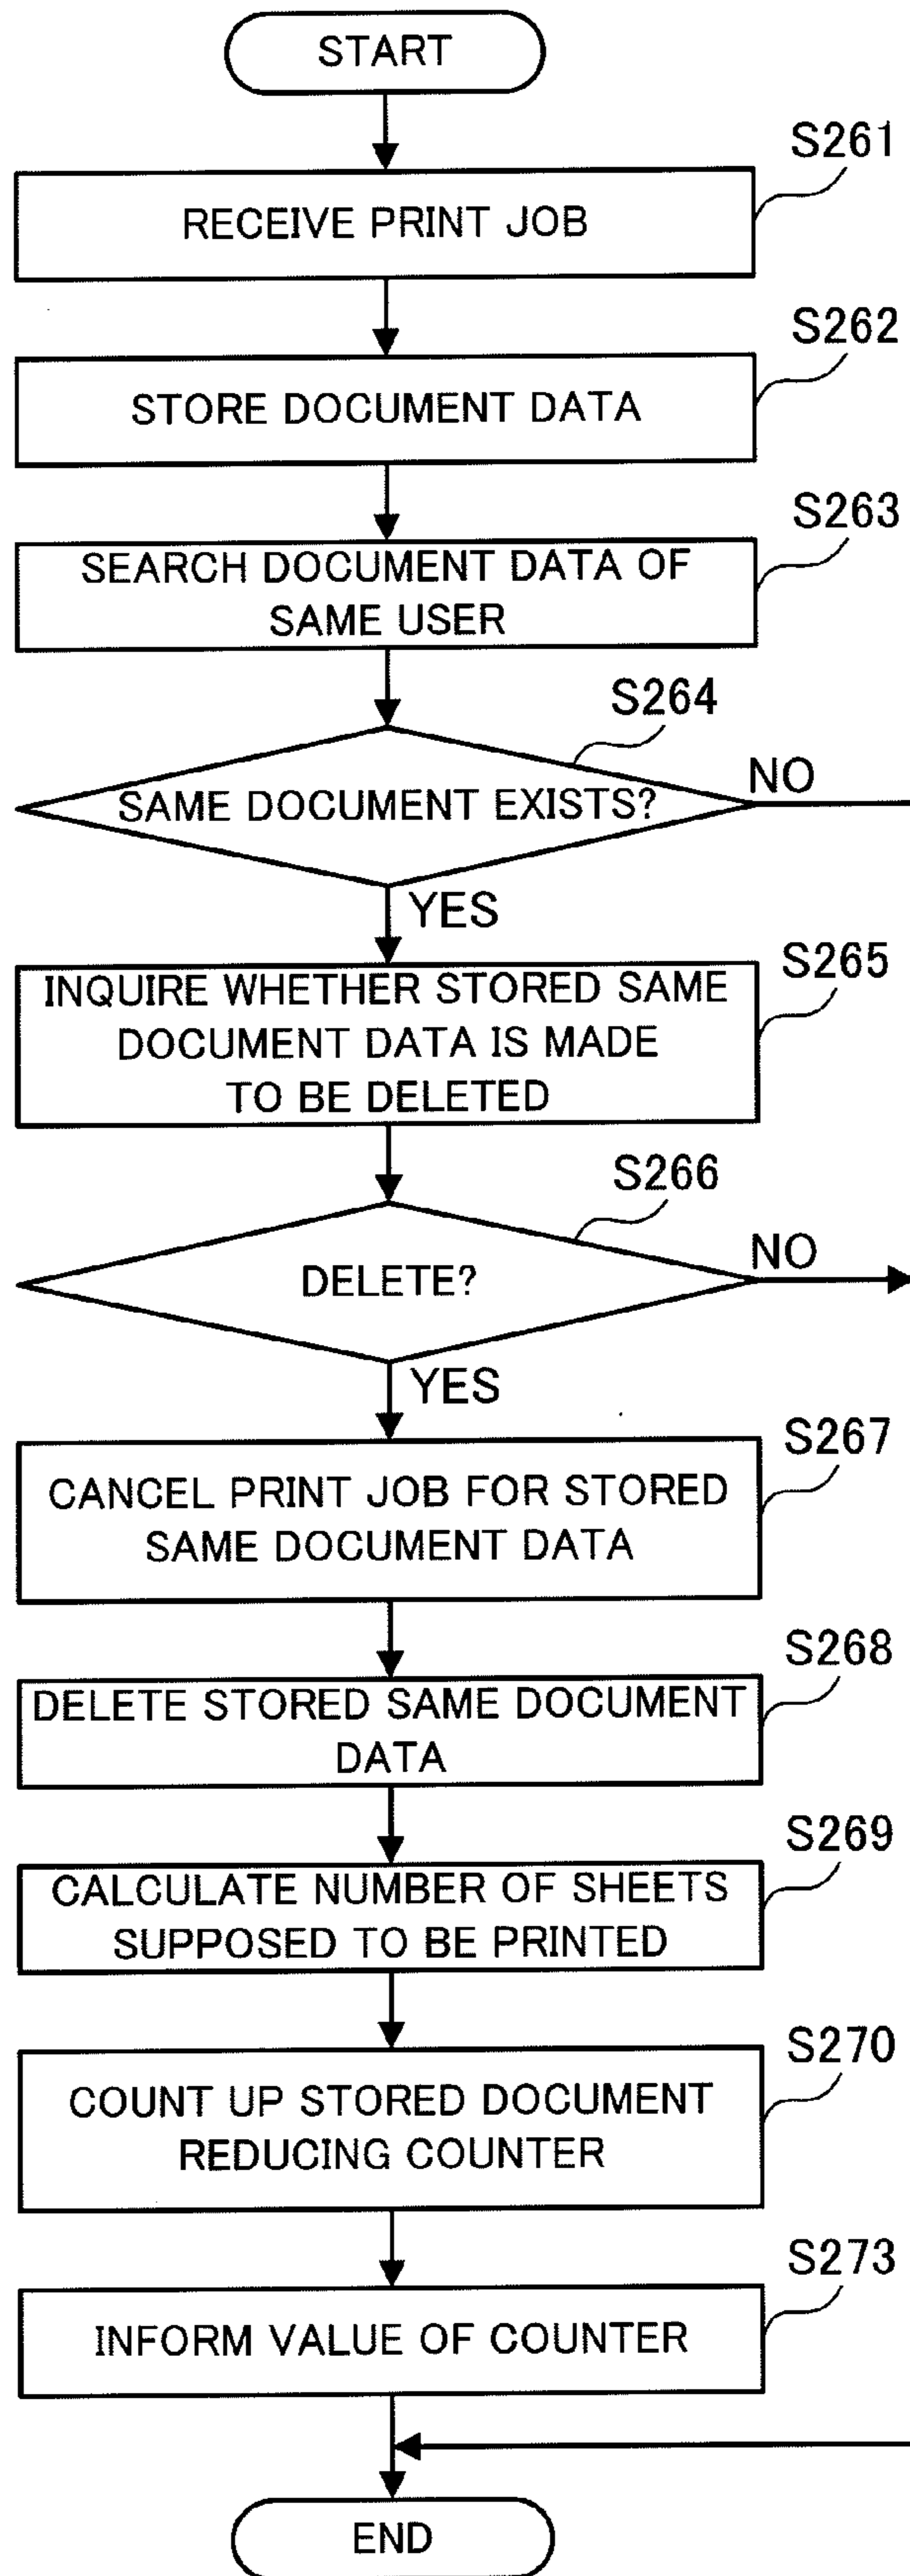 START
S261
RECEIVE PRINT JOB
S262
STORE DOCUMENT DATA
S263
SEARCH DOCUMENT DATA OF
SAME USER
S264
SAME DOCUMENT EXISTS?
NO
YES
S265
INQUIRE WHETHER STORED SAME
DOCUMENT DATA IS MADE
TO BE DELETED
S266
DELETE?
NO
YES
S267
CANCEL PRINT JOB FOR STORED
SAME DOCUMENT DATA
S268
DELETE STORED SAME DOCUMENT
DATA
S269
CALCULATE NUMBER OF SHEETS
SUPPOSED TO BE PRINTED
S270
COUNT UP STORED DOCUMENT
REDUCING COUNTER
S273
INFORM VALUE OF COUNTER
END